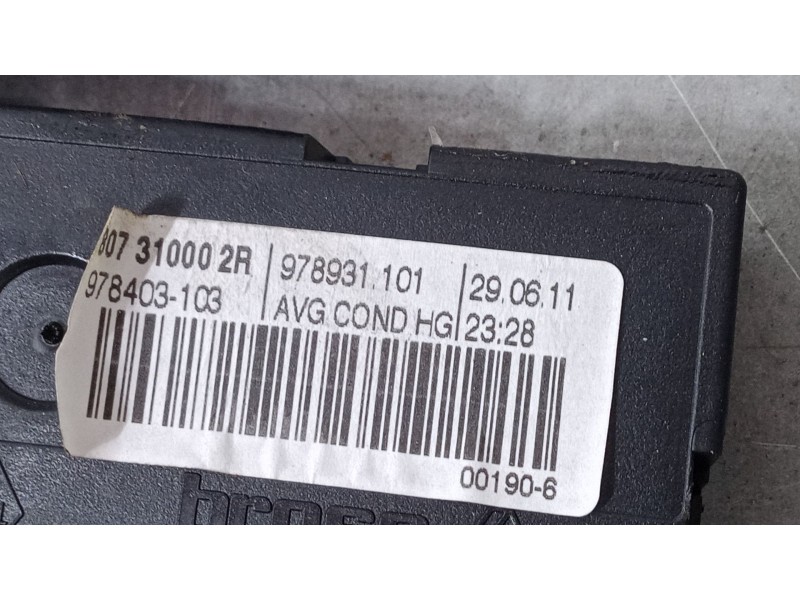 807 31000 2R
978403-103
978931.101
AVG COND HG
29.06.11
23:28
00190-6
brose